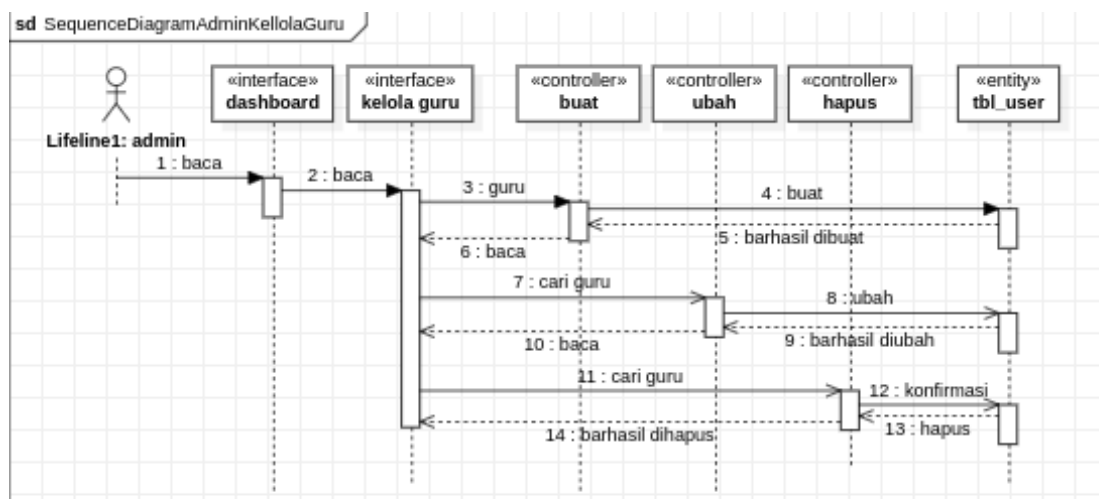 sd SequenceDiagramAdminKellolaGuru
«interface»
dashboard
«interface»
kelola guru
«controller»
buat
«controller»
ubah
«controller»
hapus
«entity»
tbl_user
Lifeline1: admin
1 : baca
2 : baca
3 : guru
4 : buat
5 : barhasil dibuat
6 : baca
7 : cari guru
8 : ubah
9 : barhasil diubah
10 : baca
11 : cari guru
12 : konfirmasi
13 : hapus
14 : barhasil dihapus